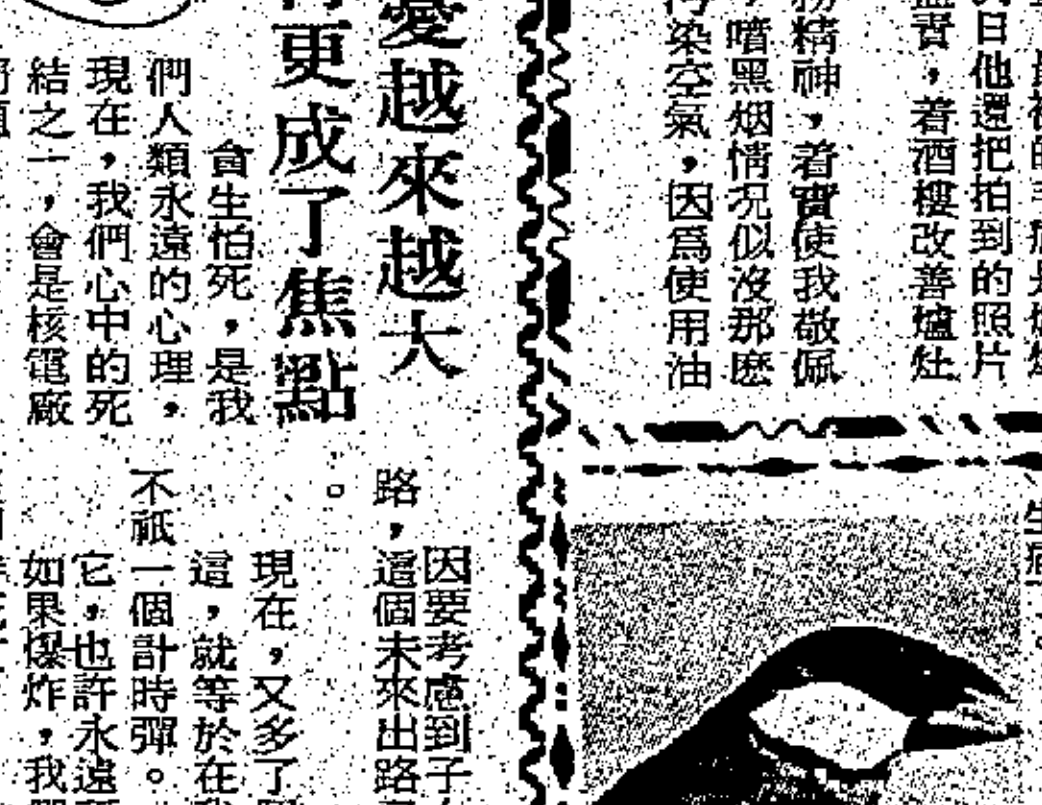 日他還把拍到的照片
責，着酒樓改善爐灶
精神，着實使我敬佩
噴黑烟情况似沒那麽
污染空氣，因爲使用油
憂越來越大
更成了焦點
貪生怕死，是我
們人類永遠的心理，
現在，我們心中的死
結之一，會是核電廠
因要考慮到子
路，這個未來出路
。
現在，又多了
這，就等於在
不祇一個計時彈。
它，也許永遠
如果爆炸，我